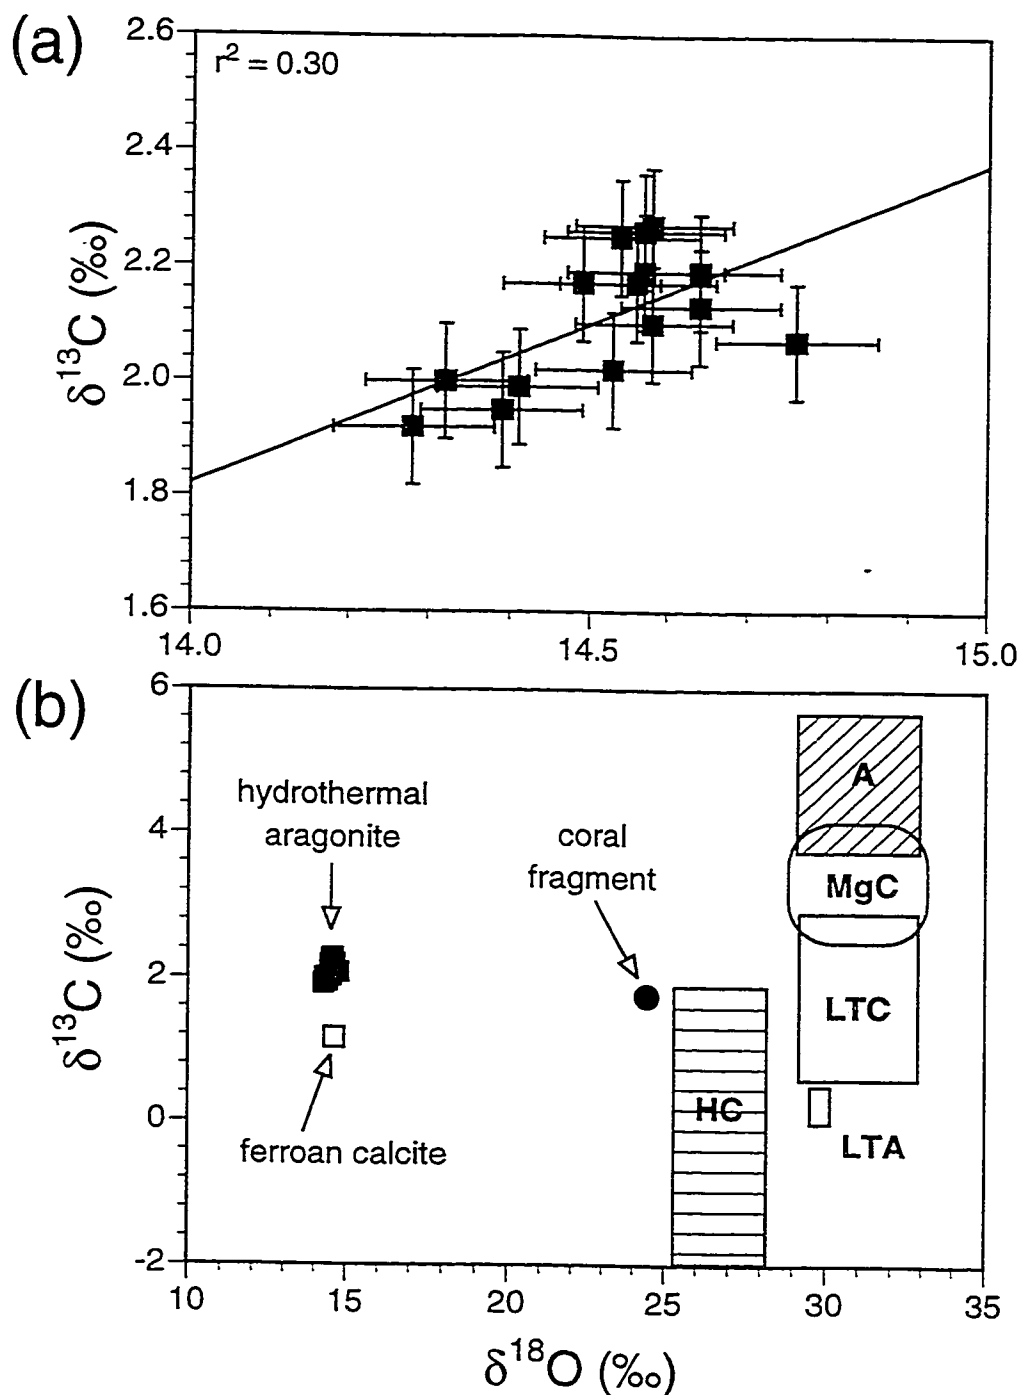 (a)
r² = 0.30
2.6
2.4
2.2
2.0
1.8
1.6
δ¹³C (‰)
14.0
14.5
15.0
(b)
6
4
2
0
-2
δ¹³C (‰)
hydrothermal
aragonite
coral
fragment
ferroan calcite
A
MgC
LTC
HC
LTA
10
15
20
25
30
35
δ¹⁸O (‰)